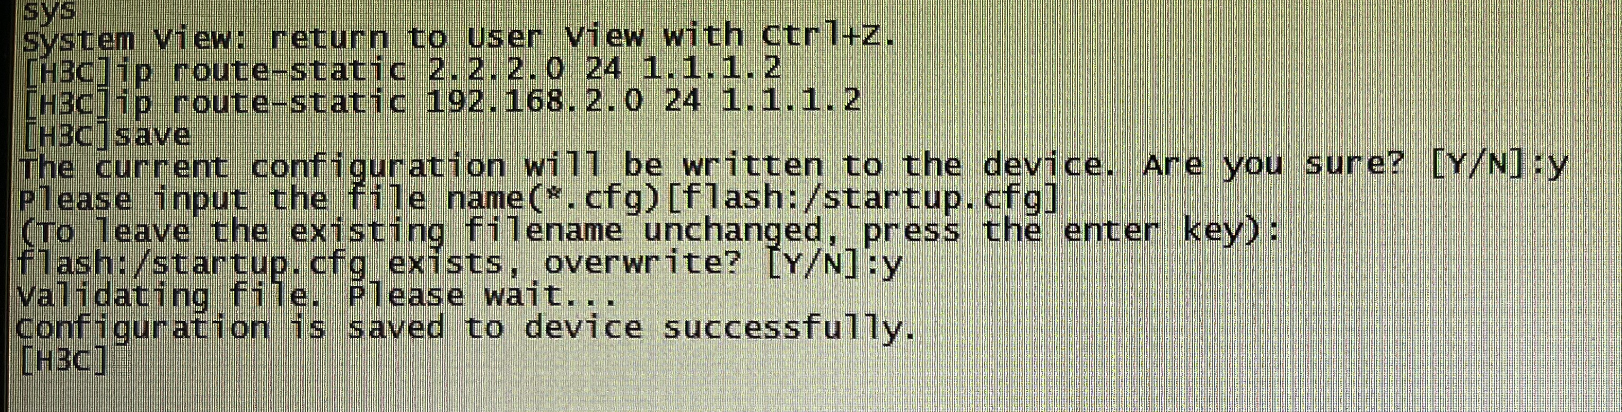 sys
System View: return to User View with Ctrl+Z.
[H3C]ip route-static 2.2.2.0 24 1.1.1.2
[H3C]ip route-static 192.168.2.0 24 1.1.1.2
[H3C]save
The current configuration will be written to the device. Are you sure? [Y/N]:y
Please input the file name(*.cfg)[flash:/startup.cfg]
(To leave the existing filename unchanged, press the enter key):
flash:/startup.cfg exists, overwrite? [Y/N]:y
Validating file. Please wait...
Configuration is saved to device successfully.
[H3C]